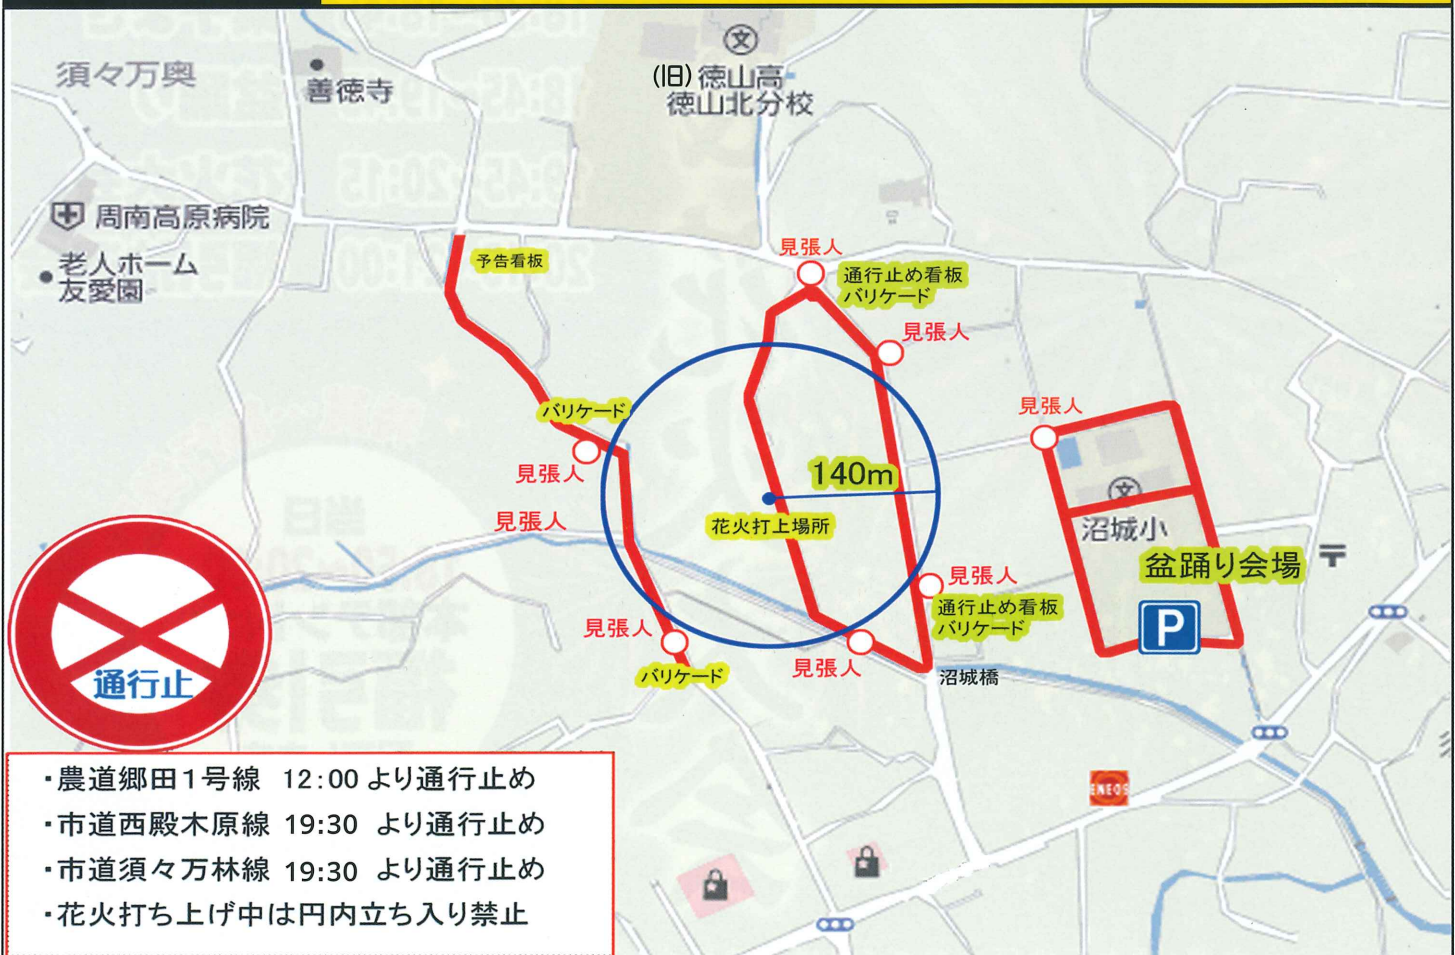 須々万奥
善徳寺
(旧)徳山高
徳山北分校
周南高原病院
老人ホーム
友愛園
予告看板
見張人
通行止め看板
バリケード
見張人
バリケード
見張人
見張人
140m
花火打上場所
見張人
沼城小
盆踊り会場
P
見張人
通行止め看板
バリケード
見張人
バリケード
見張人
沼城橋
通行止
ENEOS
・農道郷田1号線 12:00 より通行止め
・市道西殿木原線 19:30 より通行止め
・市道須々万林線 19:30 より通行止め
・花火打ち上げ中は円内立ち入り禁止